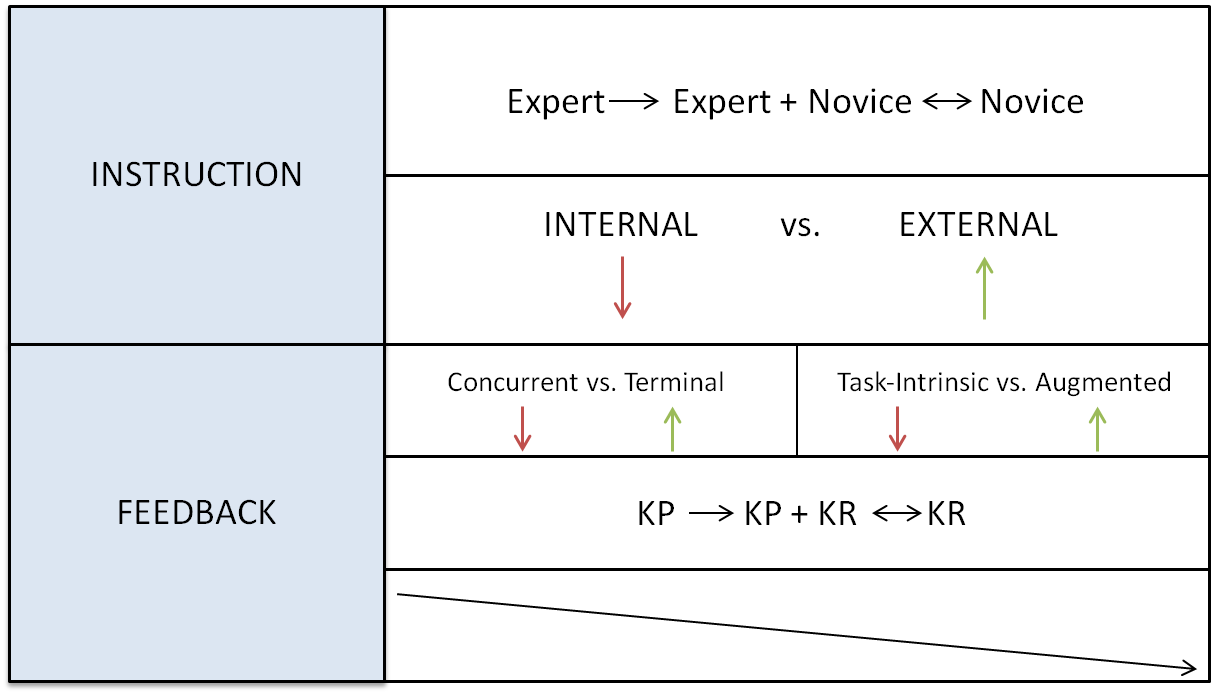 INSTRUCTION
Expert → Expert + Novice ↔ Novice
INTERNAL vs. EXTERNAL
FEEDBACK
Concurrent vs. Terminal
Task-Intrinsic vs. Augmented
KP → KP + KR ↔ KR